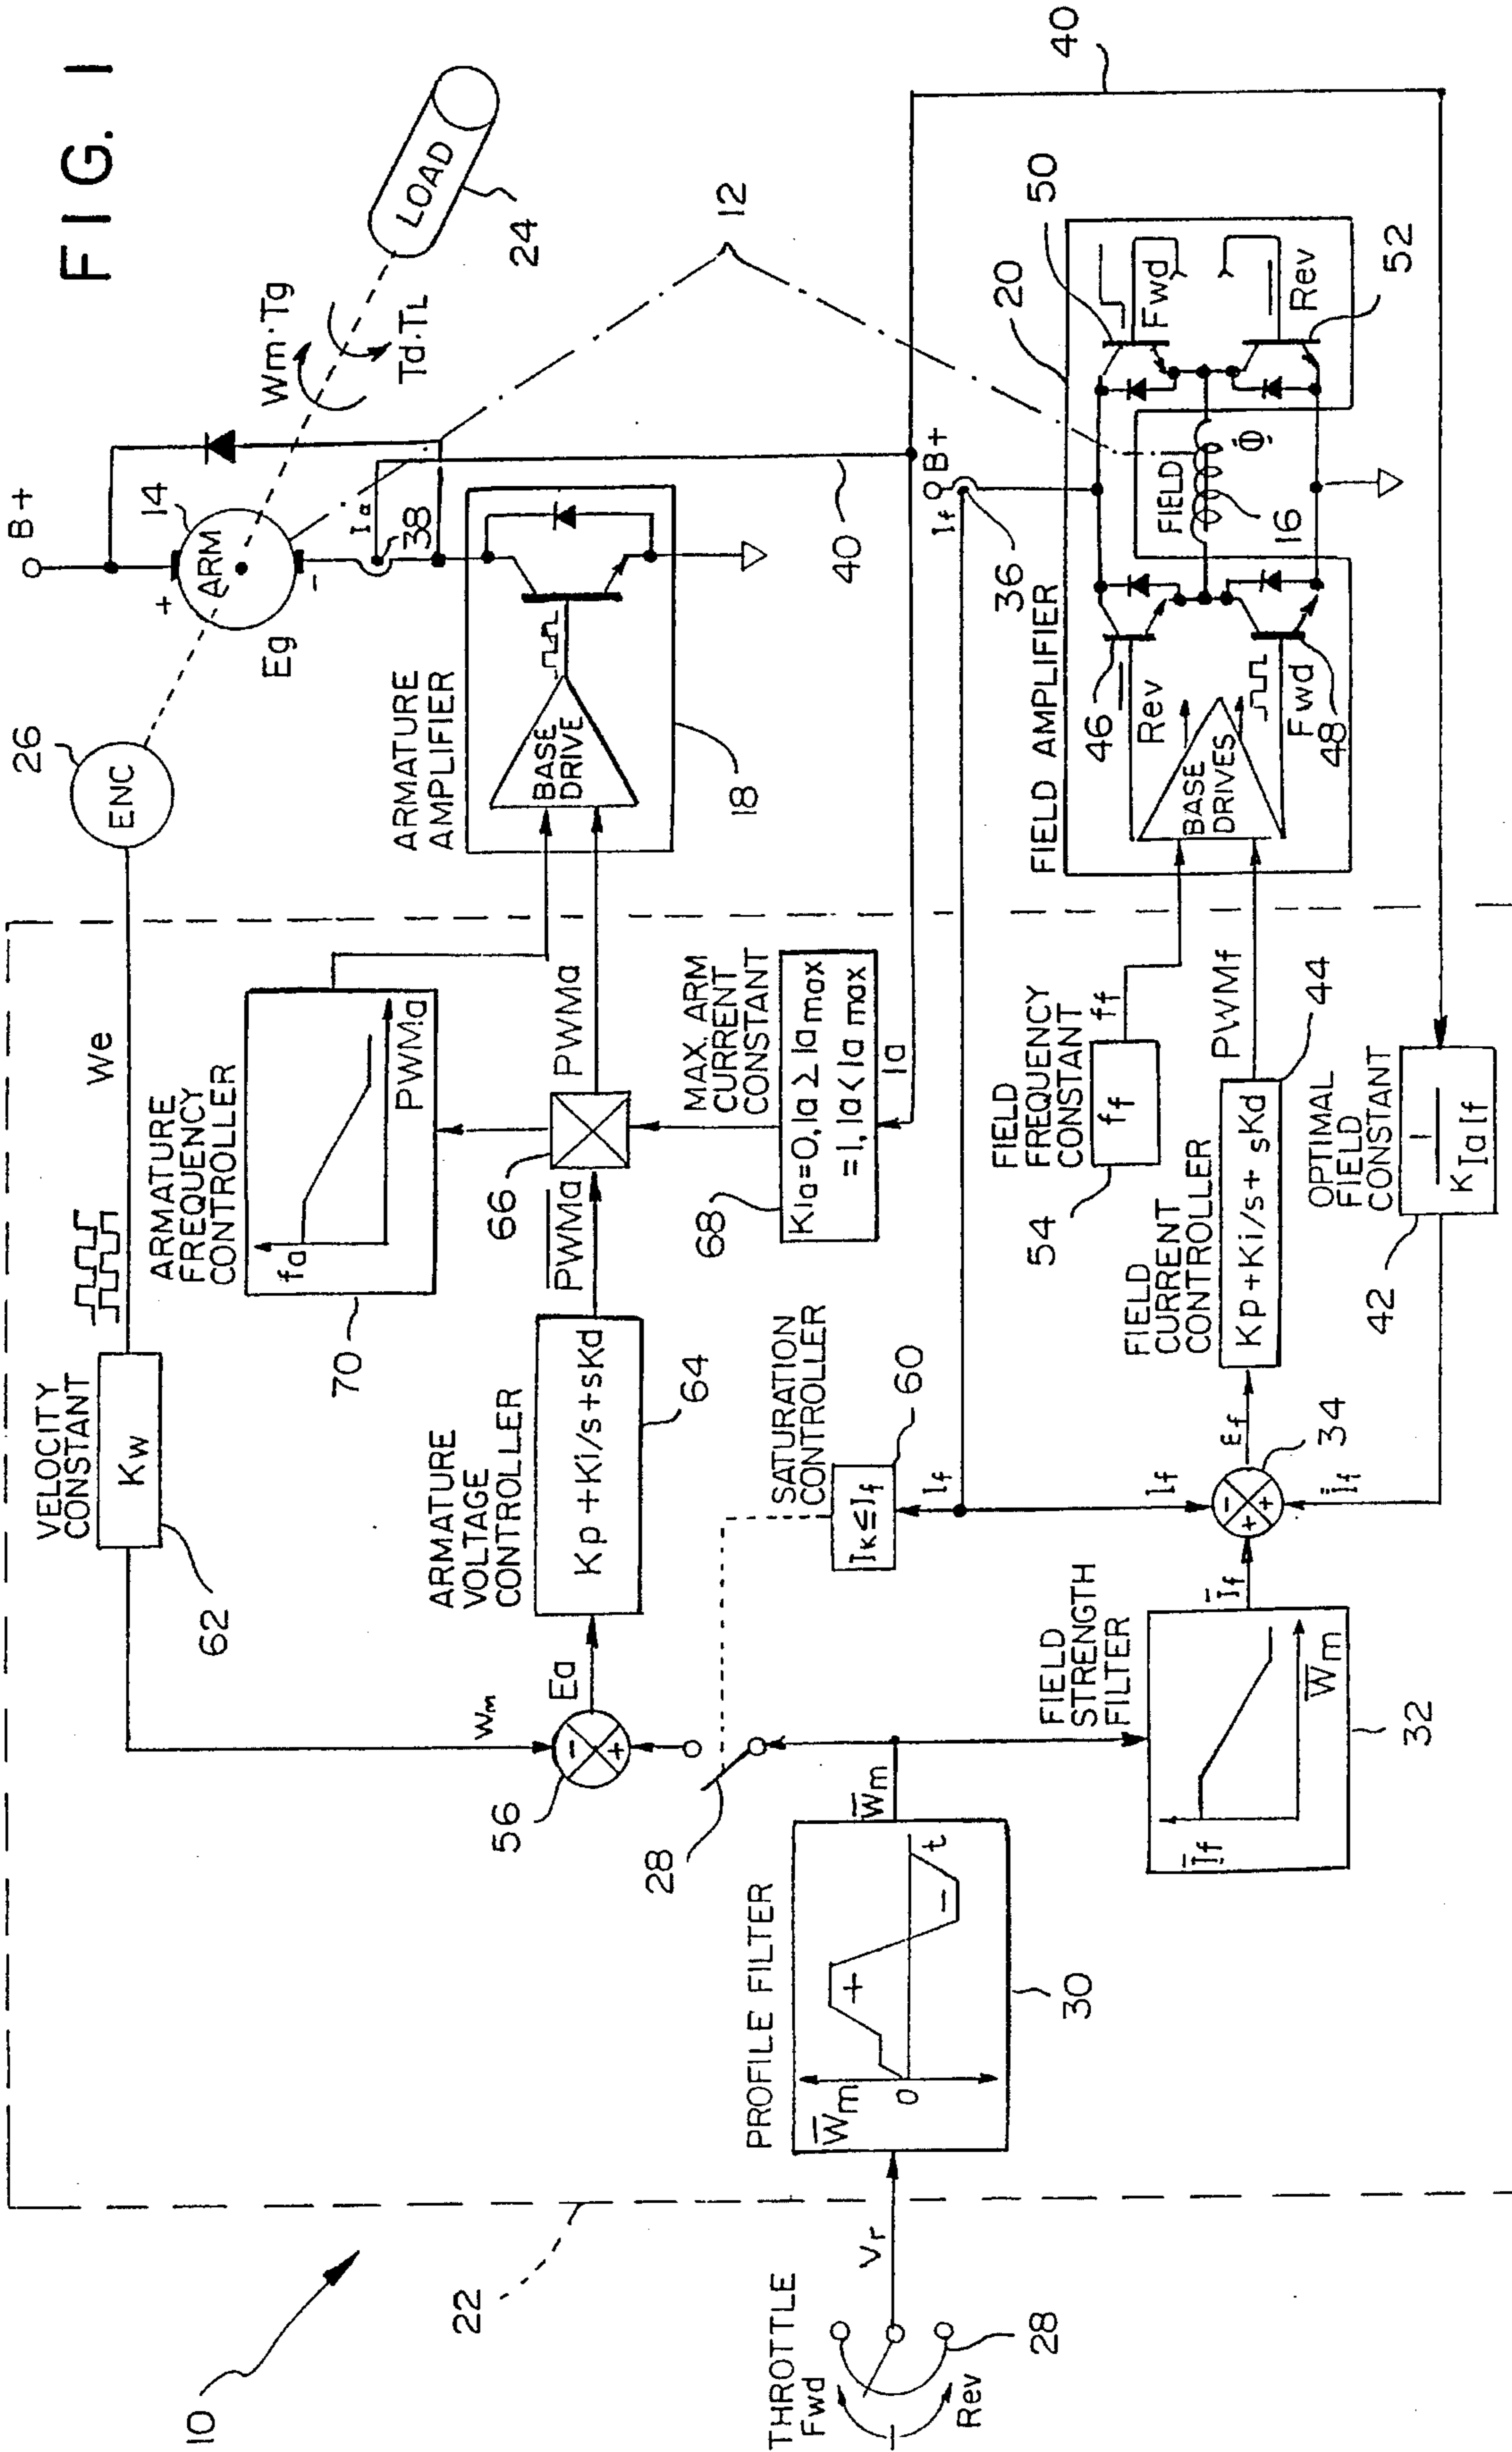 FIG. 1
10
22
THROTTLE
Fwd
Rev
28
Vr
PROFILE FILTER
W̅m
0
+
−
t
30
W̅m
28
FIELD
STRENGTH
FILTER
I̅f
W̅m
32
I̅f
VELOCITY
CONSTANT
Kw
62
Wm
We
ENC
26
56
−
+
Ea
ARMATURE
VOLTAGE
CONTROLLER
Kp+Ki/s+sKd
64
P̅W̅M̅a̅
66
PWMa
ARMATURE
FREQUENCY
CONTROLLER
fa
PWMa
70
MAX. ARM
CURRENT
CONSTANT
KIa=0, Ia ≥ Ia max
=1, Ia < Ia max
68
Ia
SATURATION
CONTROLLER
IK≤If
60
If
If
−
+
+
34
Ef
FIELD
CURRENT
CONTROLLER
Kp+Ki/s+sKd
44
PWMf
FIELD
FREQUENCY
CONSTANT
ff
54
ff
OPTIMAL
FIELD
CONSTANT
1
KIaIf
42
I̿f
ARMATURE
AMPLIFIER
BASE
DRIVE
18
B+
14
+
ARM
−
Eg
Ia
38
40
Wm·Tg
Td·TL
LOAD
24
12
FIELD AMPLIFIER
20
BASE
DRIVES
46
Rev
Fwd
48
B+
If
36
FIELD
Φ
16
50
Fwd
Rev
52
40